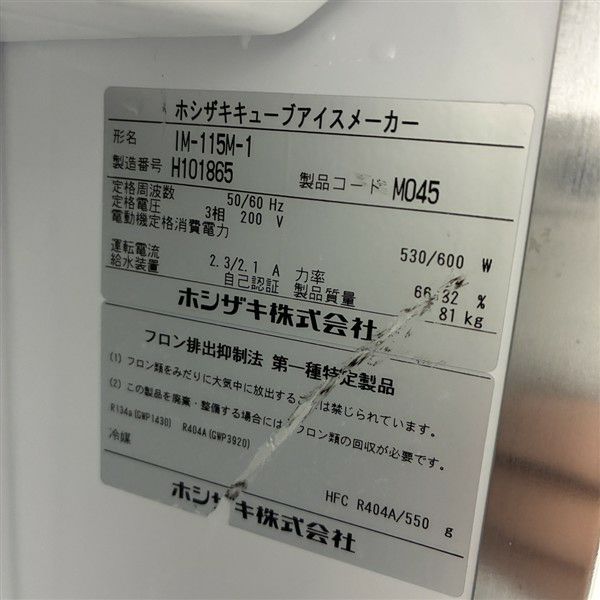 ホシザキキューブアイスメーカー
形名 IM-115M-1
製造番号 H101865 製品コード M045
定格周波数 50/60 Hz
定格電圧 3相 200 V
電動機定格消費電力 530/600 W
運転電流 2.3/2.1 A 力率 66/82 %
給水装置 自己認証 製品質量 81 kg
ホシザキ株式会社
フロン排出抑制法 第一種特定製品
(1) フロン類をみだりに大気中に放出することは禁じられています。
(2) この製品を廃棄・整備する場合には、フロン類の回収が必要です。
R134a(GWP1430) R404A(GWP3920)
冷媒 HFC R404A/550 g
ホシザキ株式会社